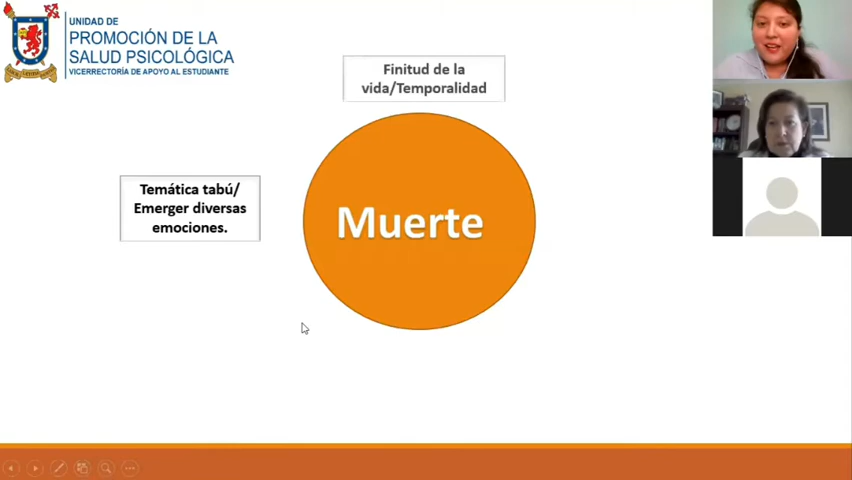 UNIDAD DE
PROMOCIÓN DE LA
SALUD PSICOLÓGICA
VICERRECTORÍA DE APOYO AL ESTUDIANTE
Finitud de la
vida/Temporalidad
Temática tabú/
Emerger diversas
emociones.
Muerte